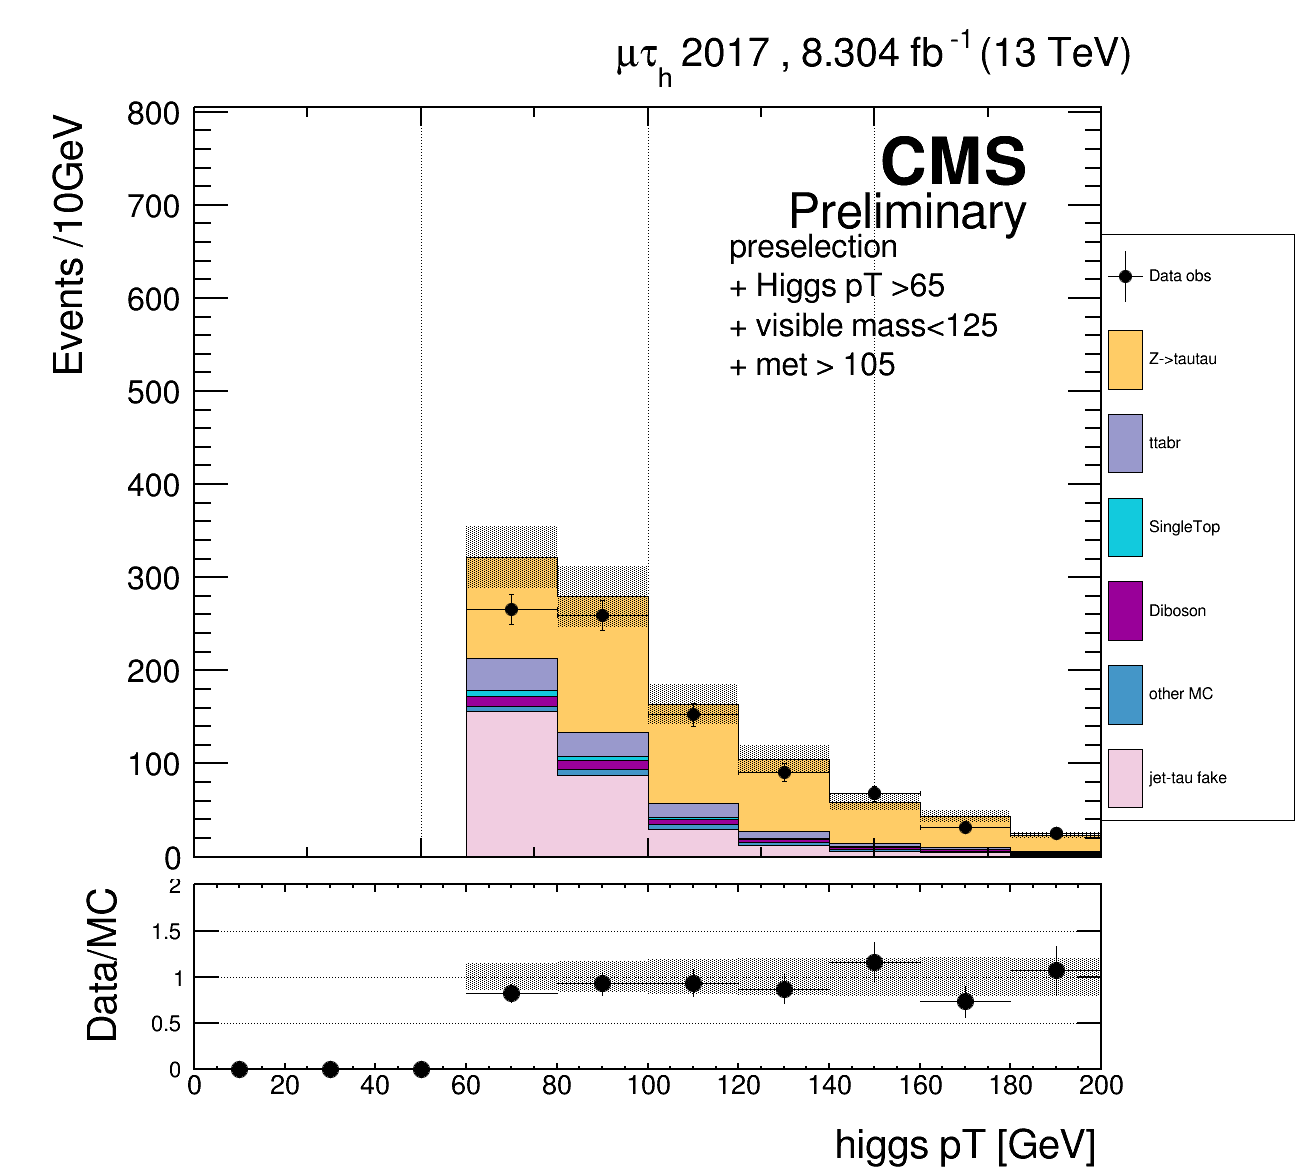 μτh 2017 , 8.304 fb-1 (13 TeV)
Events /10GeV
800
700
600
500
400
300
200
100
0
CMS
Preliminary
preselection
+ Higgs pT >65
+ visible mass<125
+ met > 105
Data obs
Z->tautau
ttabr
SingleTop
Diboson
other MC
jet-tau fake
Data/MC
2
1.5
1
0.5
0
0 20 40 60 80 100 120 140 160 180 200
higgs pT [GeV]